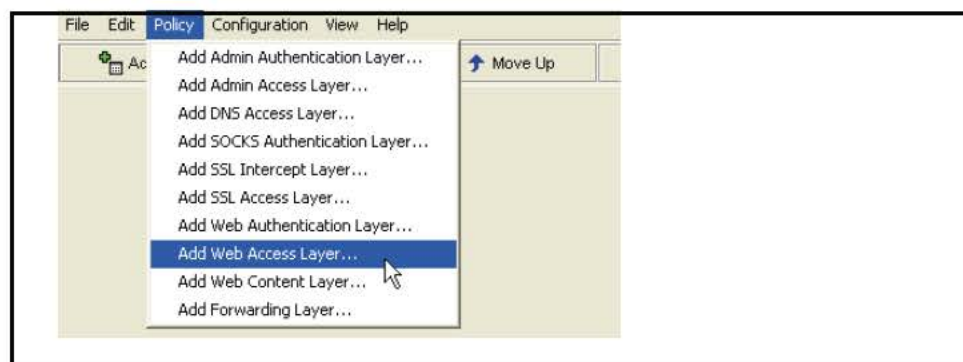 File Edit Policy Configuration View Help
Ac
Add Admin Authentication Layer...
Move Up
Add Admin Access Layer...
Add DNS Access Layer...
Add SOCKS Authentication Layer...
Add SSL Intercept Layer...
Add SSL Access Layer...
Add Web Authentication Layer...
Add Web Access Layer...
Add Web Content Layer...
Add Forwarding Layer...